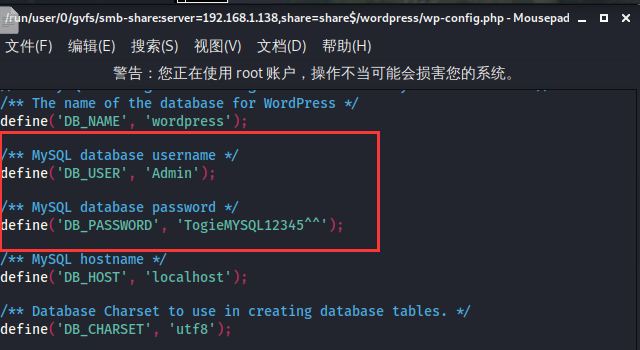 /run/user/0/gvfs/smb-share:server=192.168.1.138,share=share$/wordpress/wp-config.php - Mousepad
文件(F) 编辑(E) 搜索(S) 视图(V) 文档(D) 帮助(H)
警告：您正在使用 root 账户，操作不当可能会损害您的系统。
/** The name of the database for WordPress */
define('DB_NAME', 'wordpress');
/** MySQL database username */
define('DB_USER', 'Admin');
/** MySQL database password */
define('DB_PASSWORD', 'TogieMYSQL12345^^');
/** MySQL hostname */
define('DB_HOST', 'localhost');
/** Database Charset to use in creating database tables. */
define('DB_CHARSET', 'utf8');